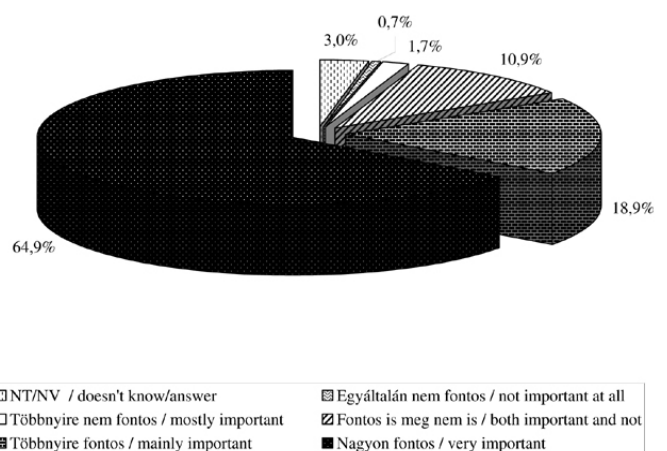 0,7%
3,0%
1,7%
10,9%
18,9%
64,9%
NT/NV / doesn't know/answer
Egyáltalán nem fontos / not important at all
Többnyire nem fontos / mostly important
Fontos is meg nem is / both important and not
Többnyire fontos / mainly important
Nagyon fontos / very important